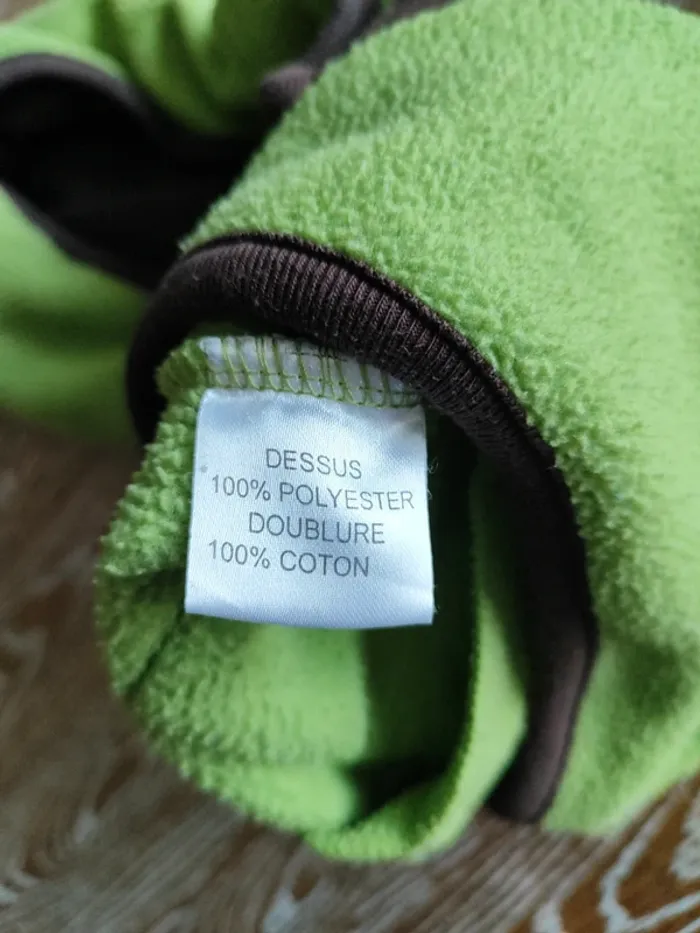 DESSUS
100% POLYESTER
DOUBLURE
100% COTON